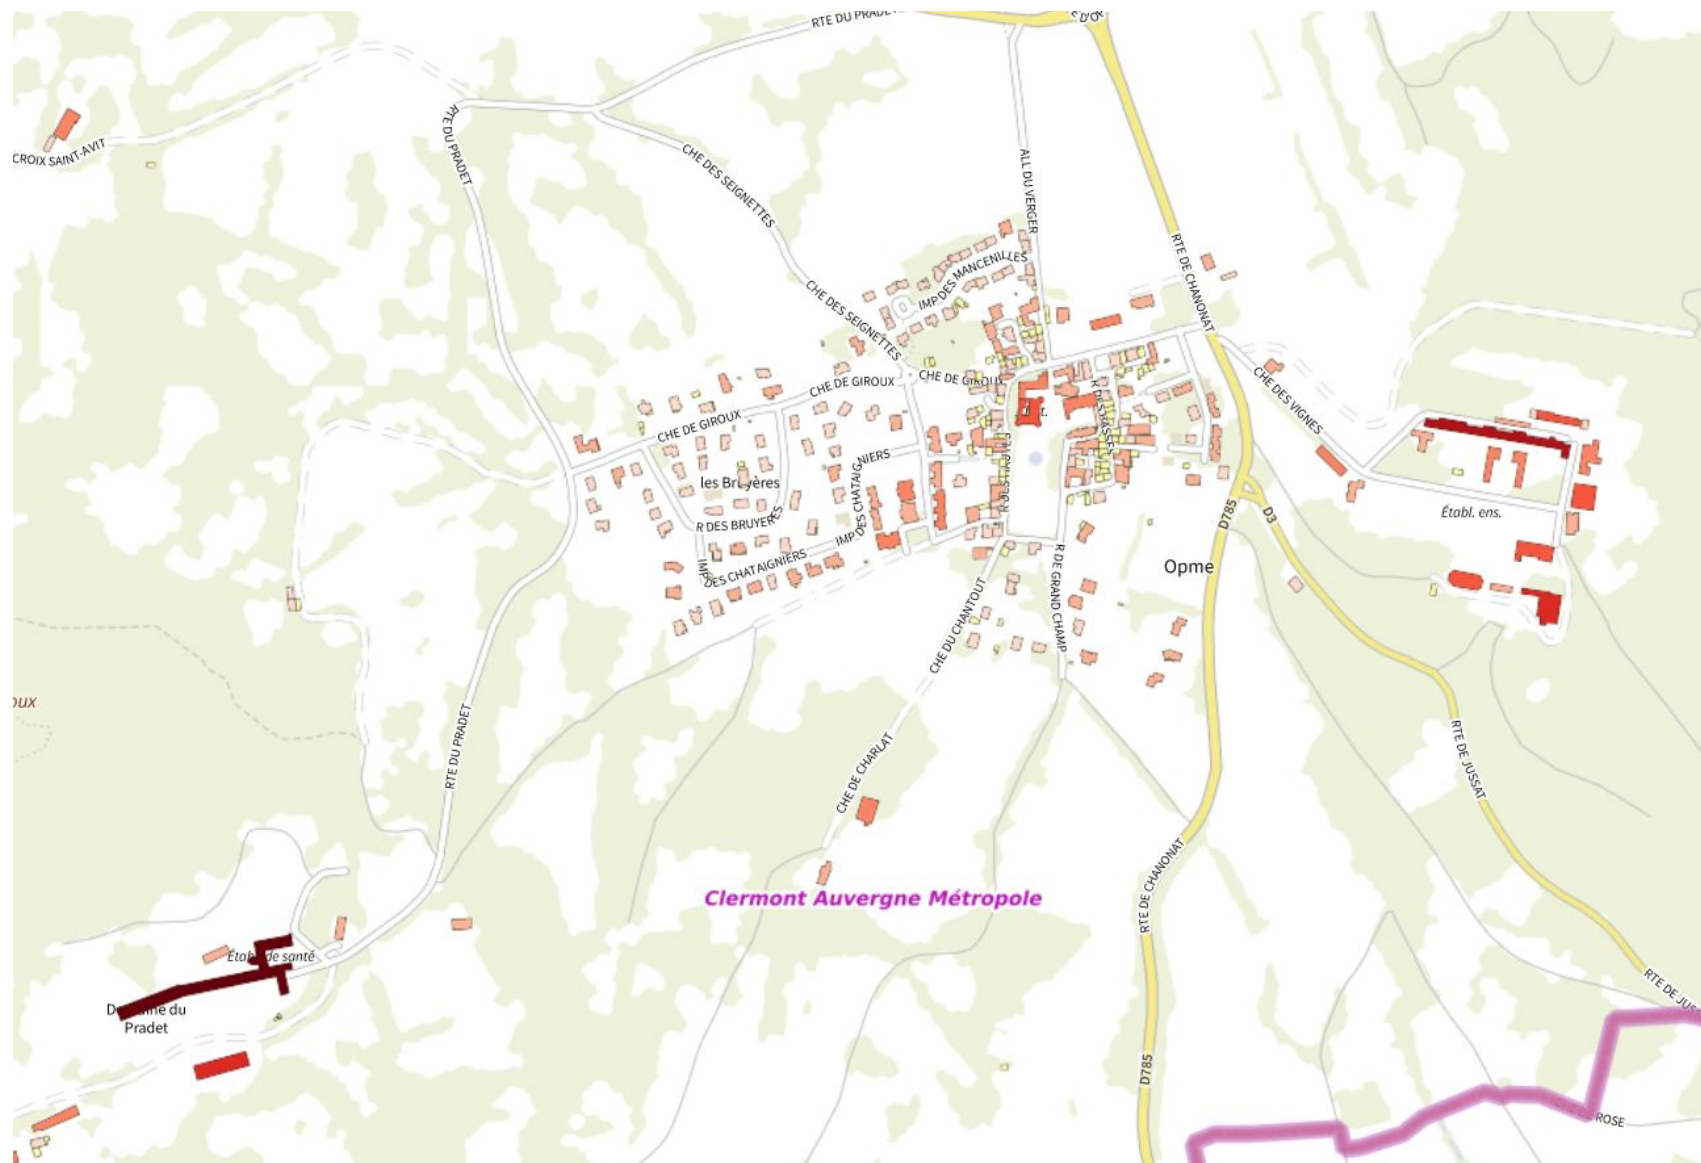 RTE DU PRADET
CROIX SAINT-AVIT
RTE DU PRADET
CHE DES SEIGNETTES
ALL DU VERGER
RTE DE CHANONAT
IMP DES MANCENILLES
CHE DES SEIGNETTES
CHE DE GIROUX
CHE DE GIROUX
CHE DE GIROUX
CHE DES VIGNES
NIERS
IMP DES CHATAIG
les Bruyères
R DES BRUYERES
IMP
DES CHATAIGNIERS
Établ. ens.
D785
D3
Opme
R DE GRAND CHAMP
CHE DU CHANTOUT
oux
RTE DU PRADET
CHE DE CHARLAT
RTE DE JUSSAT
RTE DE CHANONAT
Clermont Auvergne Métropole
de santé
Pradet
RTE DE JUS
D785
ROSE